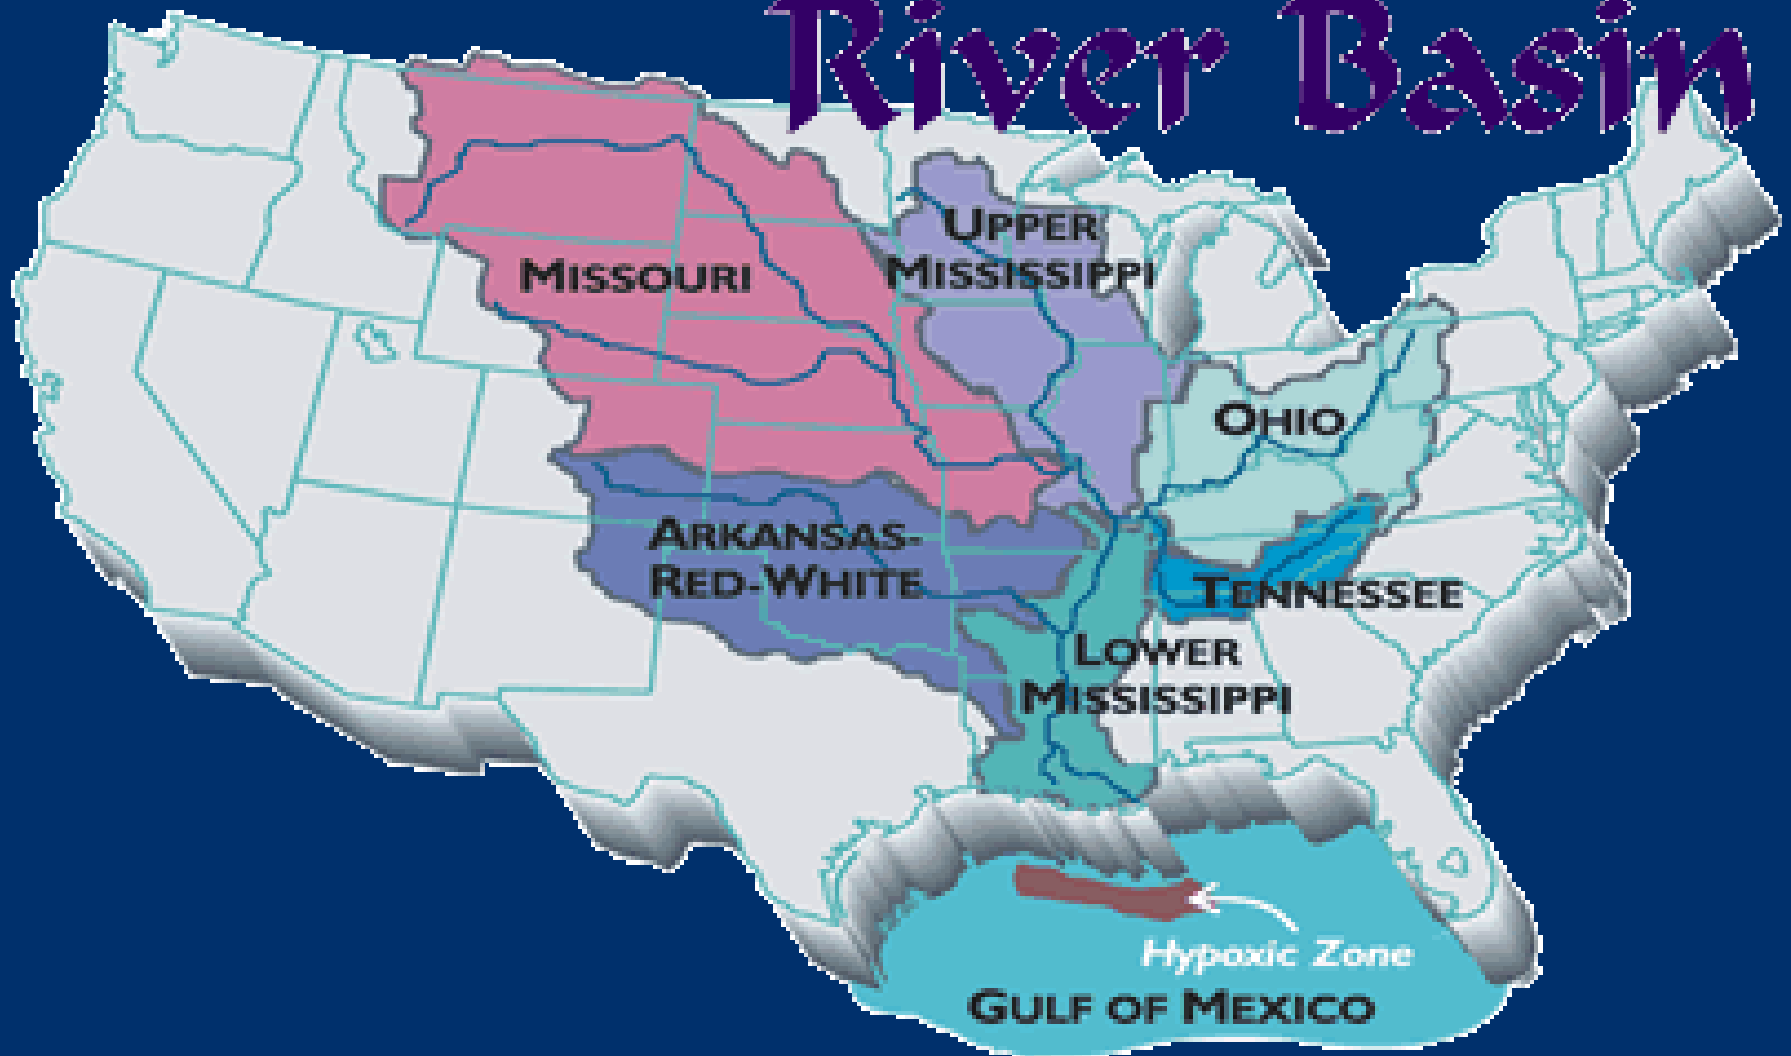 River Basin
UPPER
MISSISSIPPI
MISSOURI
OHIO
ARKANSAS-
RED-WHITE
TENNESSEE
LOWER
MISSISSIPPI
Hypoxic Zone
GULF OF MEXICO